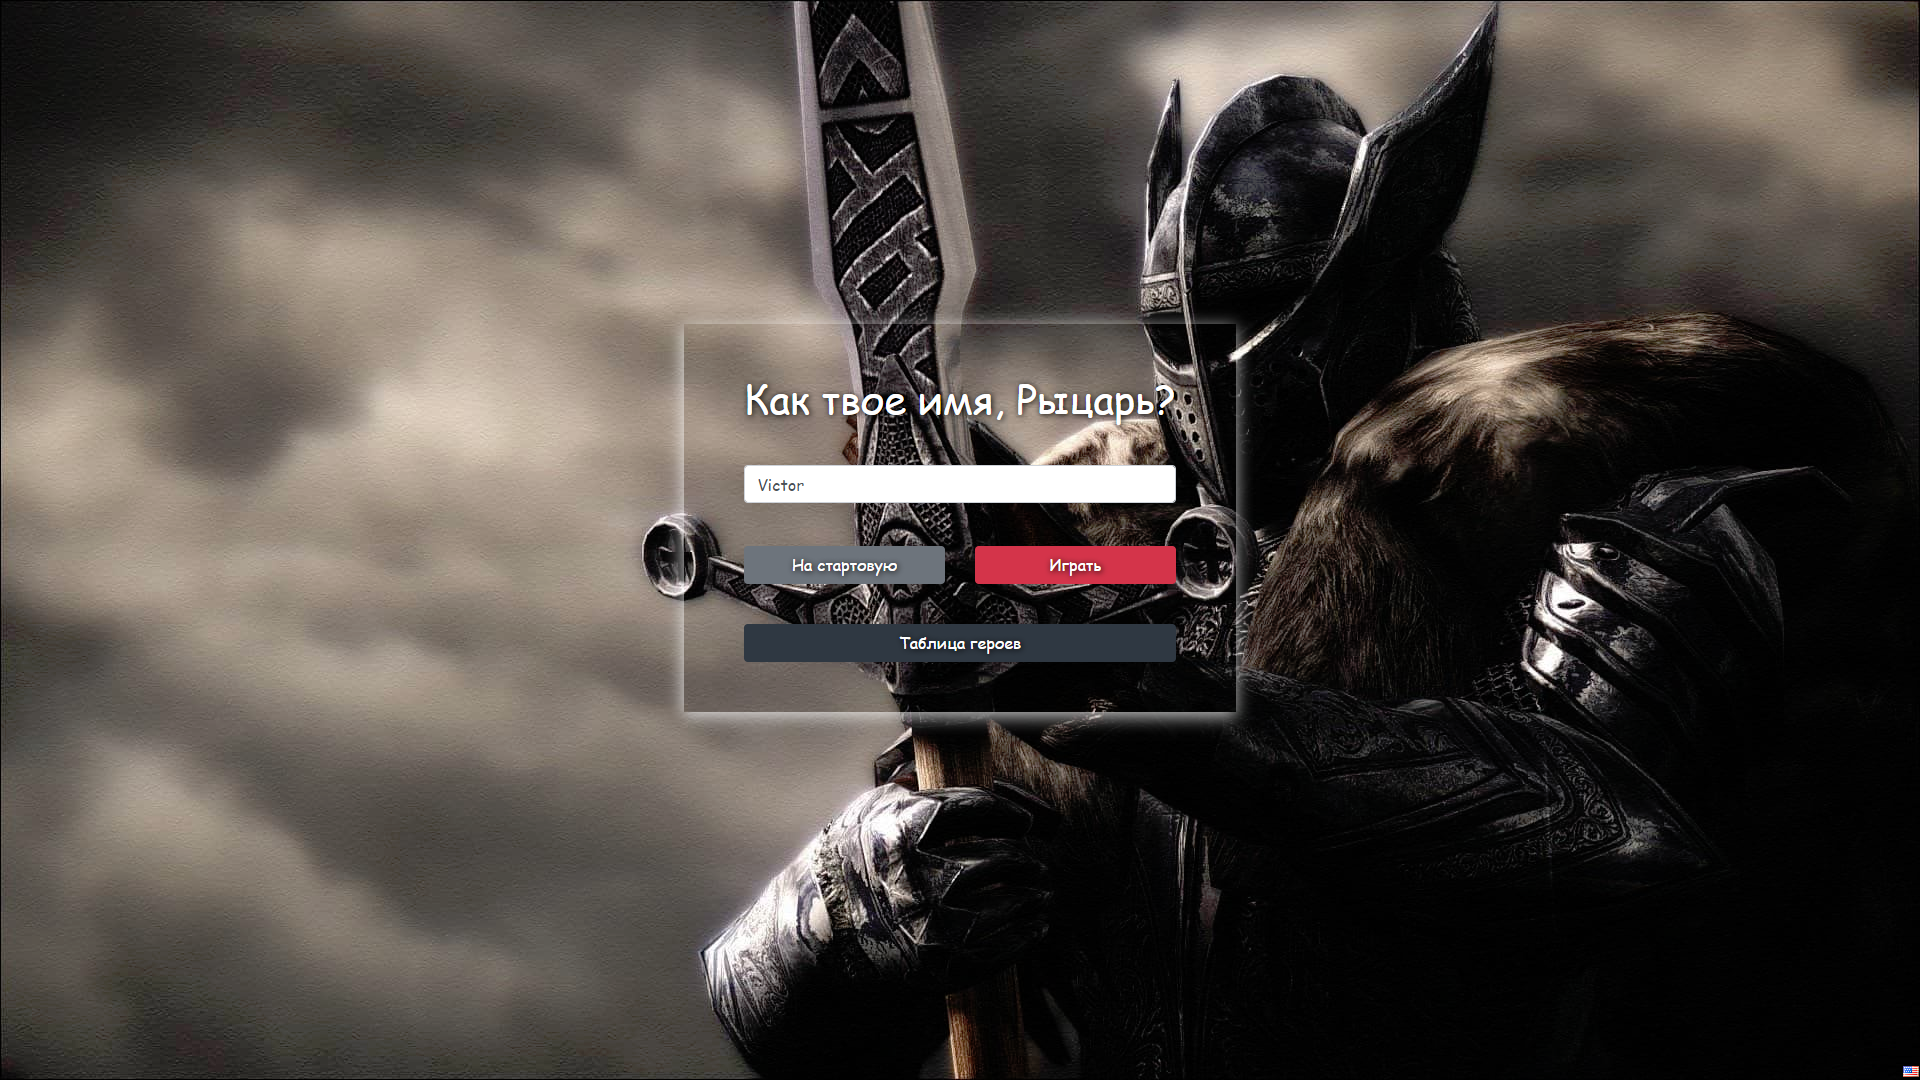 Как твое имя, Рыцарь?
Victor
На стартовую
Играть
Таблица героев